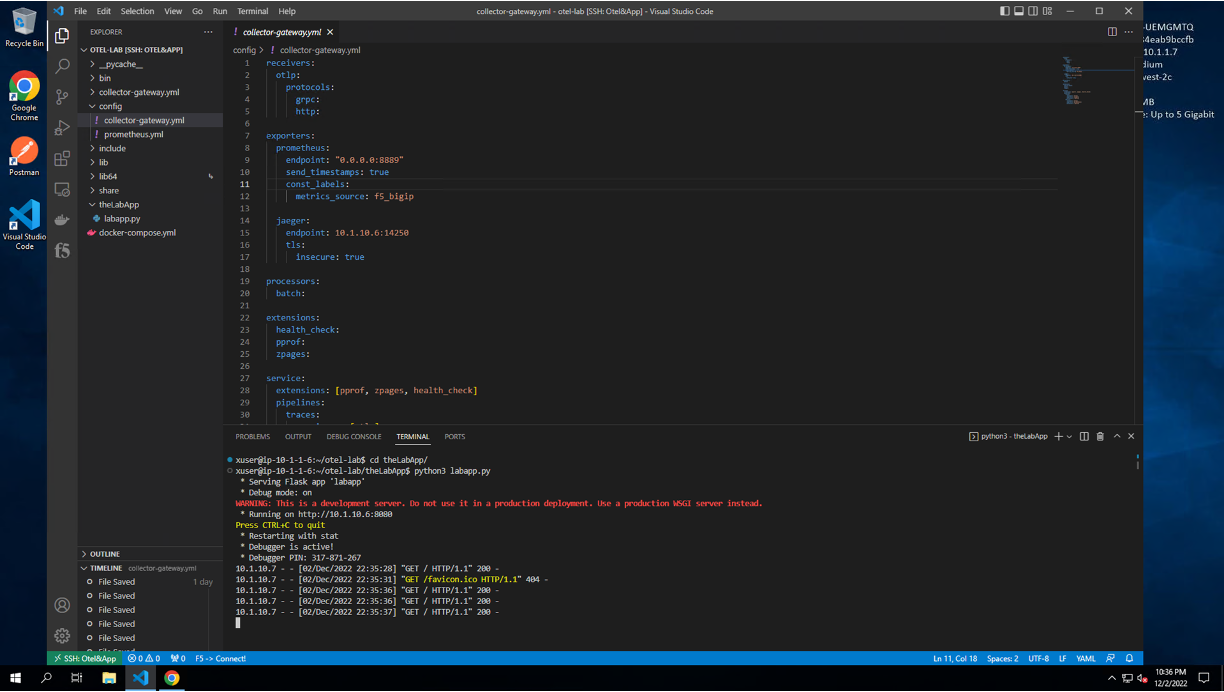 File Edit Selection View Go Run Terminal Help
collector-gateway.yml - otel-lab [SSH: Otel&App] - Visual Studio Code
Recycle Bin
Google Chrome
Postman
Visual Studio Code
-UEMGMTQ
4eab9bccfb
10.1.1.7
dium
west-2c
MB
e: Up to 5 Gigabit
EXPLORER
OTEL-LAB [SSH: OTEL&APP]
__pycache__
bin
collector-gateway.yml
config
! collector-gateway.yml
! prometheus.yml
include
lib
lib64
share
theLabApp
labapp.py
docker-compose.yml
f5
OUTLINE
TIMELINE collector-gateway.yml
File Saved 1 day
File Saved
File Saved
File Saved
File Saved
! collector-gateway.yml
config > ! collector-gateway.yml
1 receivers:
2 otlp:
3 protocols:
4 grpc:
5 http:
6
7 exporters:
8 prometheus:
9 endpoint: "0.0.0.0:8889"
10 send_timestamps: true
11 const_labels:
12 metrics_source: f5_bigip
13
14 jaeger:
15 endpoint: 10.1.10.6:14250
16 tls:
17 insecure: true
18
19 processors:
20 batch:
21
22 extensions:
23 health_check:
24 pprof:
25 zpages:
26
27 service:
28 extensions: [pprof, zpages, health_check]
29 pipelines:
30 traces:
PROBLEMS OUTPUT DEBUG CONSOLE TERMINAL PORTS
python3 - theLabApp
xuser@ip-10-1-1-6:~/otel-lab$ cd theLabApp/
xuser@ip-10-1-1-6:~/otel-lab/theLabApp$ python3 labapp.py
* Serving Flask app 'labapp'
* Debug mode: on
WARNING: This is a development server. Do not use it in a production deployment. Use a production WSGI server instead.
* Running on http://10.1.10.6:8080
Press CTRL+C to quit
* Restarting with stat
* Debugger is active!
* Debugger PIN: 317-871-267
10.1.10.7 - - [02/Dec/2022 22:35:28] "GET / HTTP/1.1" 200 -
10.1.10.7 - - [02/Dec/2022 22:35:31] "GET /favicon.ico HTTP/1.1" 404 -
10.1.10.7 - - [02/Dec/2022 22:35:36] "GET / HTTP/1.1" 200 -
10.1.10.7 - - [02/Dec/2022 22:35:36] "GET / HTTP/1.1" 200 -
10.1.10.7 - - [02/Dec/2022 22:35:37] "GET / HTTP/1.1" 200 -
SSH: Otel&App 0 0 0 F5 -> Connect!
Ln 11, Col 18 Spaces: 2 UTF-8 LF YAML
10:36 PM
12/2/2022